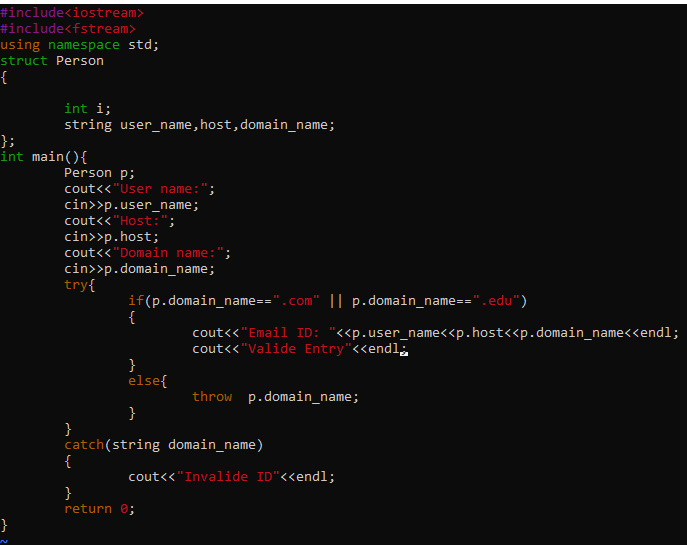 #include<iostream>
#include<fstream>
using namespace std;
struct Person
{
int i;
string user_name,host,domain_name;
};
int main(){
Person p;
cout<<"User name:";
cin>>p.user_name;
cout<<"Host:";
cin>>p.host;
cout<<"Domain name:";
cin>>p.domain_name;
try{
if(p.domain_name==".com" || p.domain_name==".edu")
{
cout<<"Email ID: "<<p.user_name<<p.host<<p.domain_name<<endl;
cout<<"Valide Entry"<<endl;
}
else{
throw  p.domain_name;
}
}
catch(string domain_name)
{
cout<<"Invalide ID"<<endl;
}
return 0;
}
~